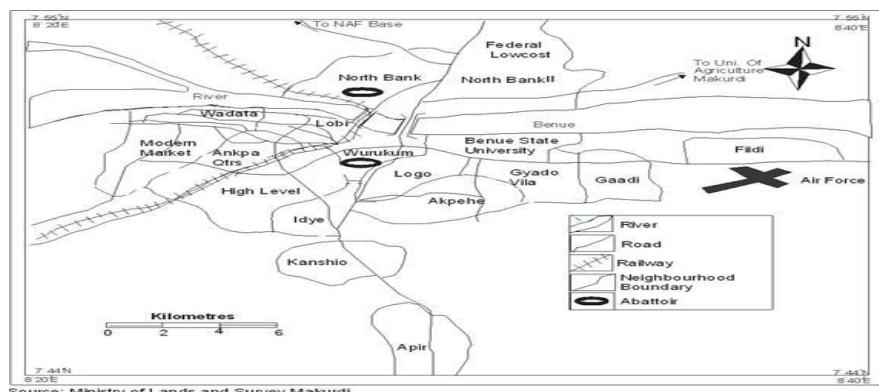 7° 55'N
8° 20'E
7° 55'N
8° 40'E
To NAF Base
Federal
Lowcost
N
North Bank
North BankII
To Uni. Of
Agriculture
Makurdi
River
Wadata
Lobi
Benue
Modern
Market
Ankpa
Qtrs
Wurukum
Benue State
University
Fiidi
High Level
Logo
Gyado
Vila
Gaadi
Air Force
Akpehe
Idye
River
Road
Railway
Neighbourhood
Boundary
Abattoir
Kanshio
Kilometres
0 2 4 6
Apir
7° 44'N
8° 20'E
7° 44'N
8° 40'E
Source: Ministry of Lands and Survey Makurdi